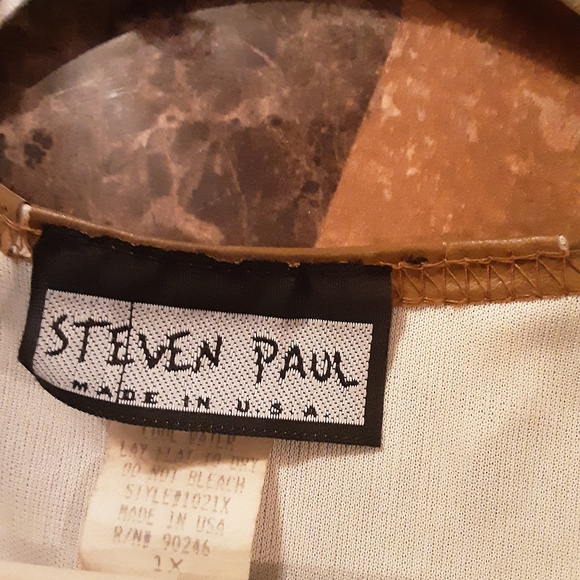 STEVEN PAUL
MADE IN U.S.A.
LAY FLAT TO DRY
DO NOT BLEACH
STYLE#1021X
MADE IN USA
R/N# 90246
1X